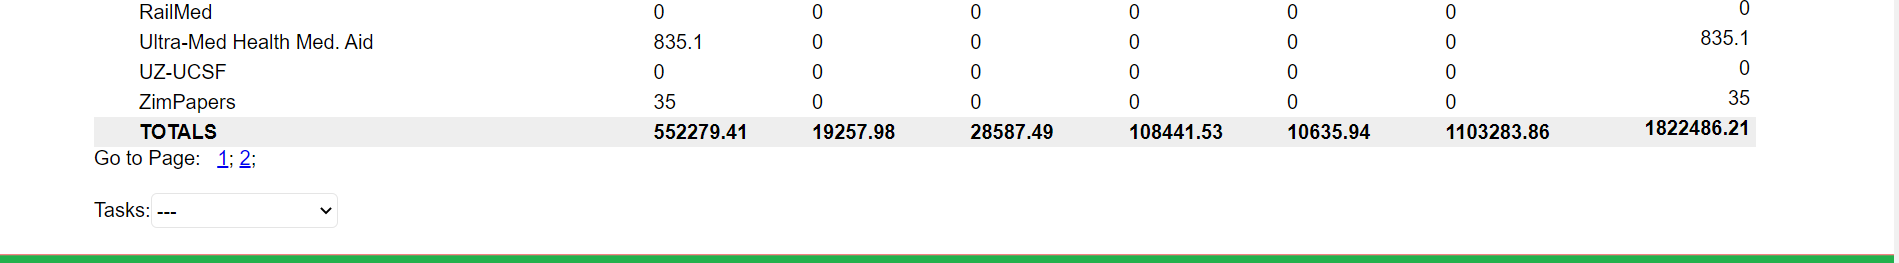 RailMed 0 0 0 0 0 0 0
Ultra-Med Health Med. Aid 835.1 0 0 0 0 0 835.1
UZ-UCSF 0 0 0 0 0 0 0
ZimPapers 35 0 0 0 0 0 35
TOTALS 552279.41 19257.98 28587.49 108441.53 10635.94 1103283.86 1822486.21
Go to Page: 1; 2;
Tasks: ---